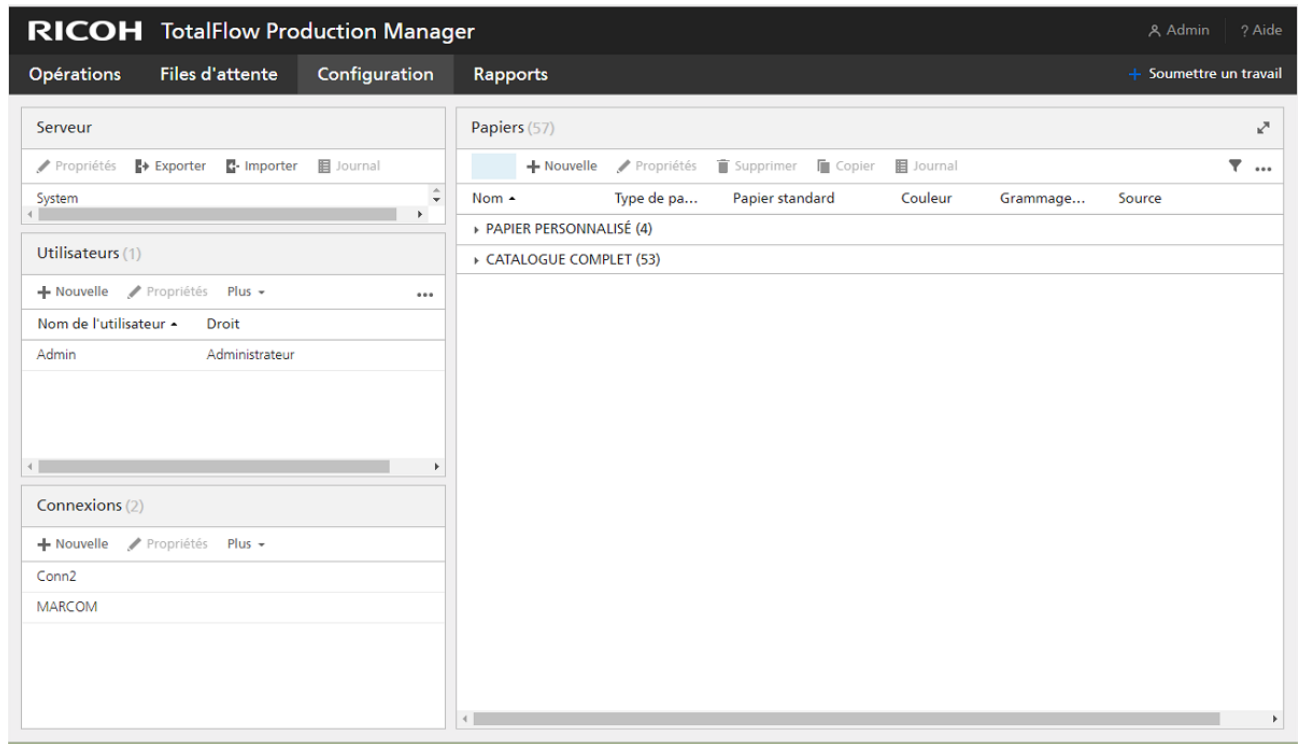 RICOH TotalFlow Production Manager Admin ? Aide
Opérations Files d'attente Configuration Rapports + Soumettre un travail
Serveur
Propriétés Exporter Importer Journal
System
Utilisateurs (1)
+ Nouvelle Propriétés Plus
Nom de l'utilisateur Droit
Admin Administrateur
Connexions (2)
+ Nouvelle Propriétés Plus
Conn2
MARCOM
Papiers (57)
+ Nouvelle Propriétés Supprimer Copier Journal
Nom Type de pa... Papier standard Couleur Grammage... Source
PAPIER PERSONNALISÉ (4)
CATALOGUE COMPLET (53)